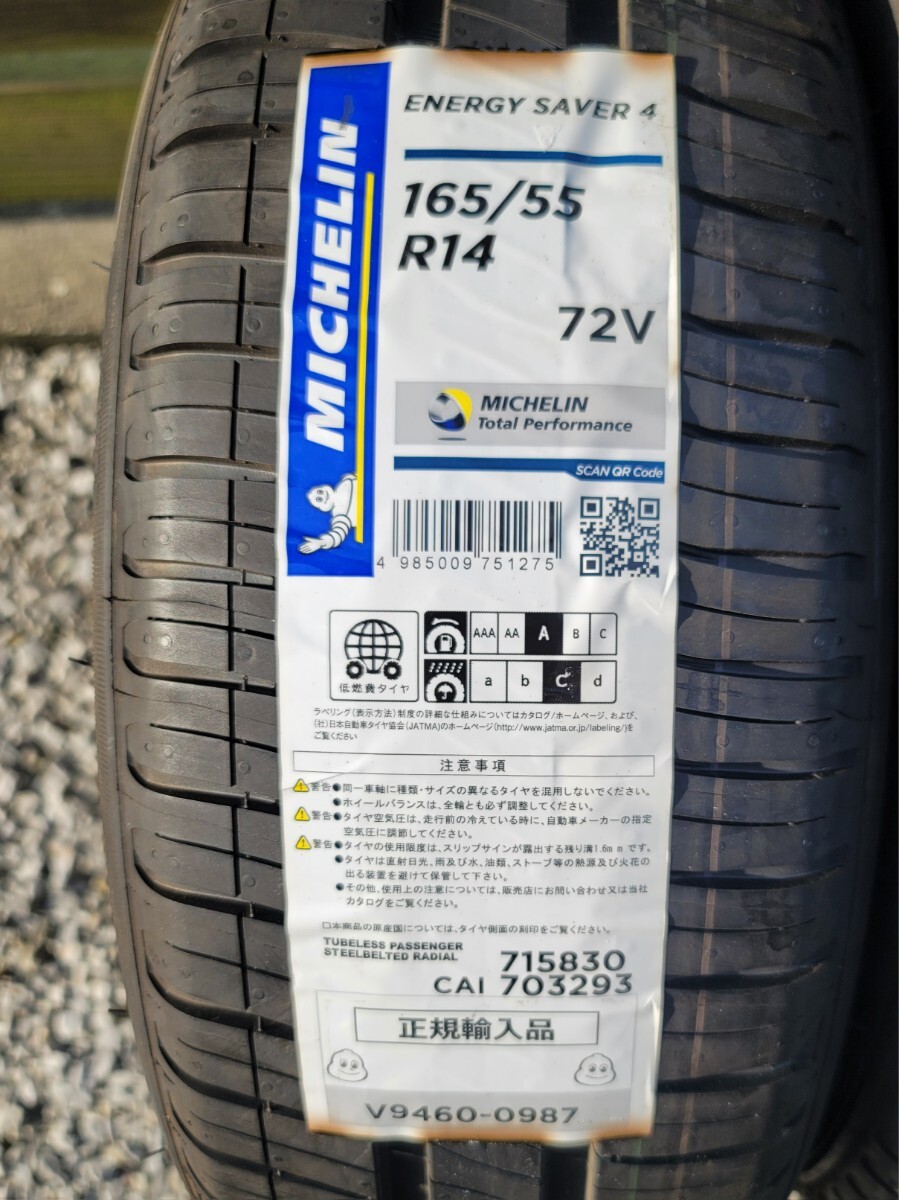 ENERGY SAVER 4
MICHELIN
165/55
R14
72V
MICHELIN
Total Performance
SCAN QR Code
4 985009 751275
AAA AA A B C
低燃費タイヤ
a b c d
ラベリング(表示方法)制度の詳細な仕組みについてはカタログ/ホームページ、および、
(社)日本自動車タイヤ協会(JATMA)のホームページ(http://www.jatma.or.jp/labeling/)を
ご覧ください
注意事項
警告●同一車軸に種類・サイズの異なるタイヤを混用しないでください。
●ホイールバランスは、全輪とも必ず調整してください。
警告●タイヤ空気圧は、走行前の冷えている時に、自動車メーカーの指定
空気圧に調節してください。
警告●タイヤの使用限度は、スリップサインが露出する残り溝1.6mmです。
●タイヤは直射日光、雨及び水、油類、ストーブ等の熱源及び火花の
出る装置を避けて保管して下さい。
●その他、使用上の注意については、販売店にお問い合わせ又は当社
カタログをご覧ください。
□本商品の原産国については、タイヤ側面の刻印をご覧ください。
TUBELESS PASSENGER
STEELBELTED RADIAL
715830
CAI 703293
正規輸入品
V9460-0987